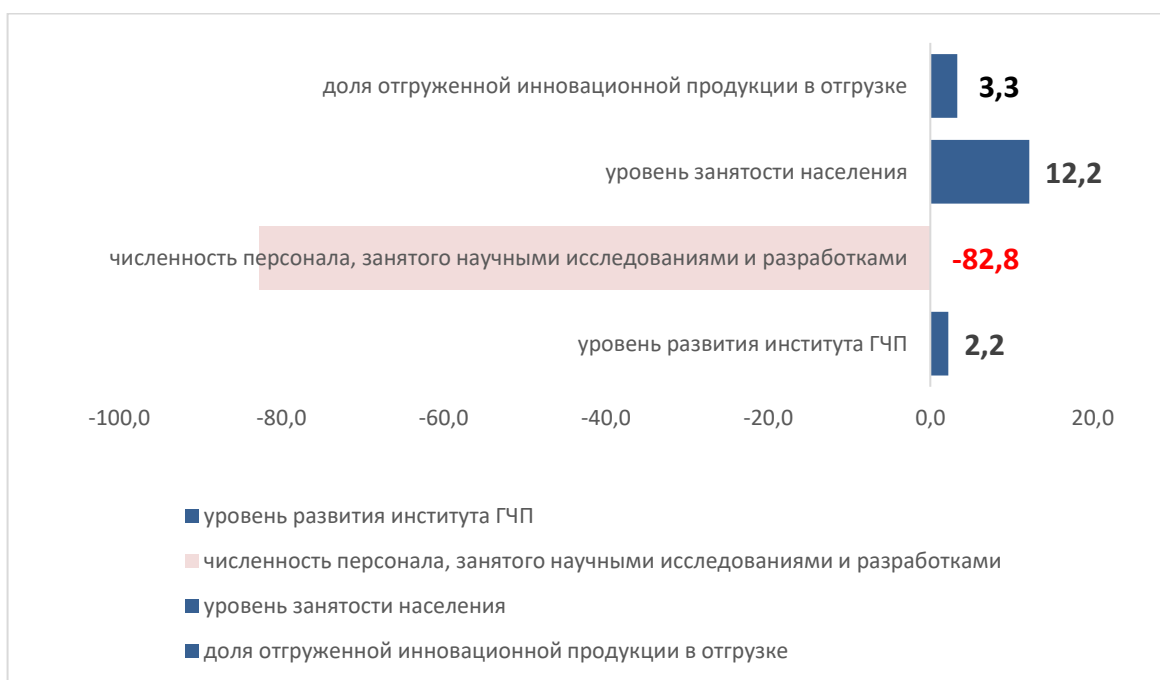 доля отгруженной инновационной продукции в отгрузке 3,3
уровень занятости населения 12,2
численность персонала, занятого научными исследованиями и разработками -82,8
уровень развития института ГЧП 2,2
-100,0 -80,0 -60,0 -40,0 -20,0 0,0 20,0
уровень развития института ГЧП
численность персонала, занятого научными исследованиями и разработками
уровень занятости населения
доля отгруженной инновационной продукции в отгрузке